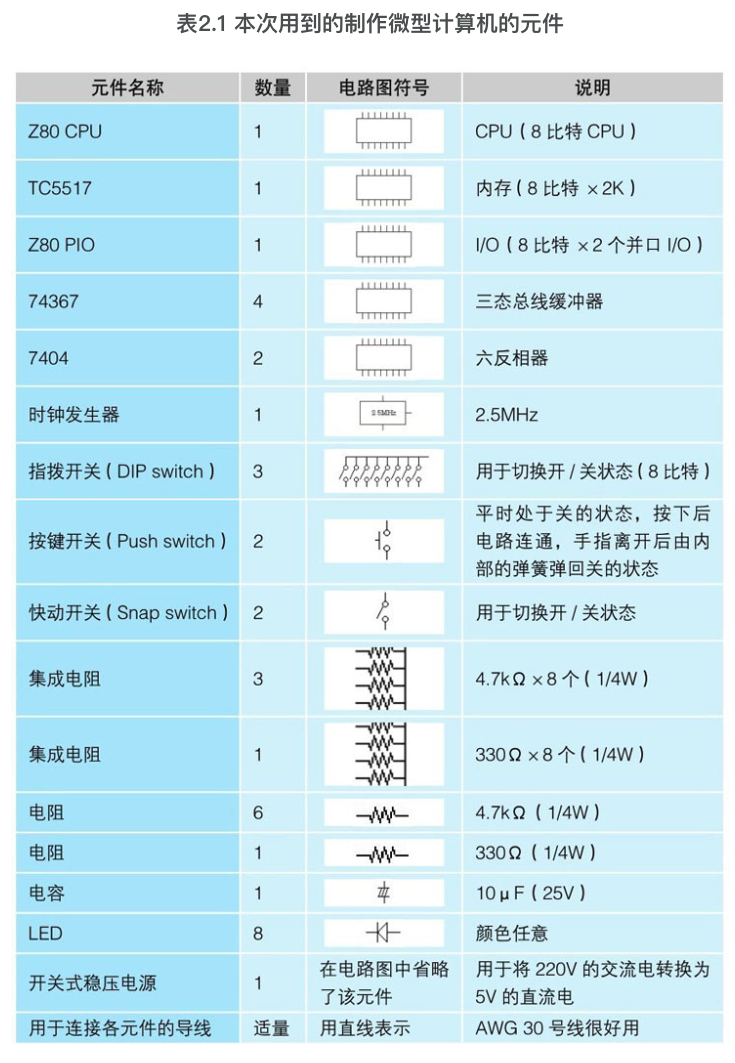 表2.1 本次用到的制作微型计算机的元件
元件名称 数量 电路图符号 说明
Z80 CPU 1 CPU（8 比特 CPU）
TC5517 1 内存（8 比特 ×2K）
Z80 PIO 1 I/O（8 比特 ×2 个并口 I/O）
74367 4 三态总线缓冲器
7404 2 六反相器
时钟发生器 1 2.5MHz 2.5MHz
指拨开关（DIP switch） 3 用于切换开 / 关状态（8 比特）
按键开关（Push switch） 2 平时处于关的状态，按下后
电路连通，手指离开后由内
部的弹簧弹回关的状态
快动开关（Snap switch） 2 用于切换开 / 关状态
集成电阻 3 4.7kΩ ×8 个（1/4W）
集成电阻 1 330Ω ×8 个（1/4W）
电阻 6 4.7kΩ（1/4W）
电阻 1 330Ω（1/4W）
电容 1 10μF（25V）
LED 8 颜色任意
开关式稳压电源 1 在电路图中省略 用于将 220V 的交流电转换为
了该元件 5V 的直流电
用于连接各元件的导线 适量 用直线表示 AWG 30 号线很好用